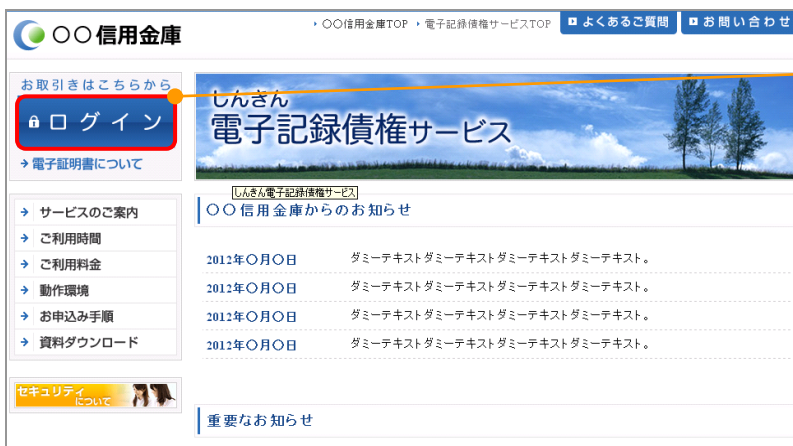 〇〇信用金庫
〇〇信用金庫TOP 電子記録債権サービスTOP よくあるご質問 お問い合わせ
お取引きはこちらから
ログイン
電子証明書について
しんきん
電子記録債権サービス
しんきん電子記録債権サービス
サービスのご案内
ご利用時間
ご利用料金
動作環境
お申込み手順
資料ダウンロード
セキュリティ
について
〇〇信用金庫からのお知らせ
2012年〇月〇日 ダミーテキストダミーテキストダミーテキストダミーテキスト。
2012年〇月〇日 ダミーテキストダミーテキストダミーテキストダミーテキスト。
2012年〇月〇日 ダミーテキストダミーテキストダミーテキストダミーテキスト。
2012年〇月〇日 ダミーテキストダミーテキストダミーテキストダミーテキスト。
重要なお知らせ